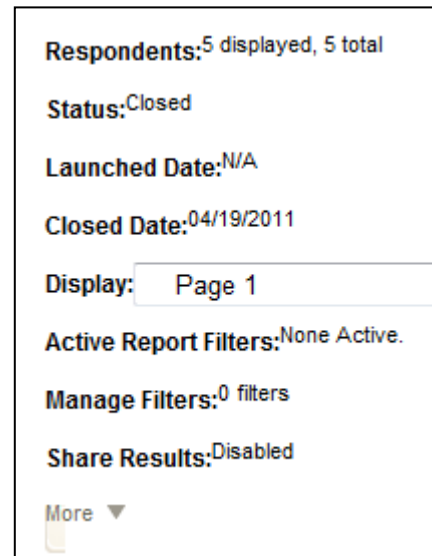 Respondents:5 displayed, 5 total
Status:Closed
Launched Date:N/A
Closed Date:04/19/2011
Display: Page 1
Active Report Filters:None Active.
Manage Filters:0 filters
Share Results:Disabled
More ▼